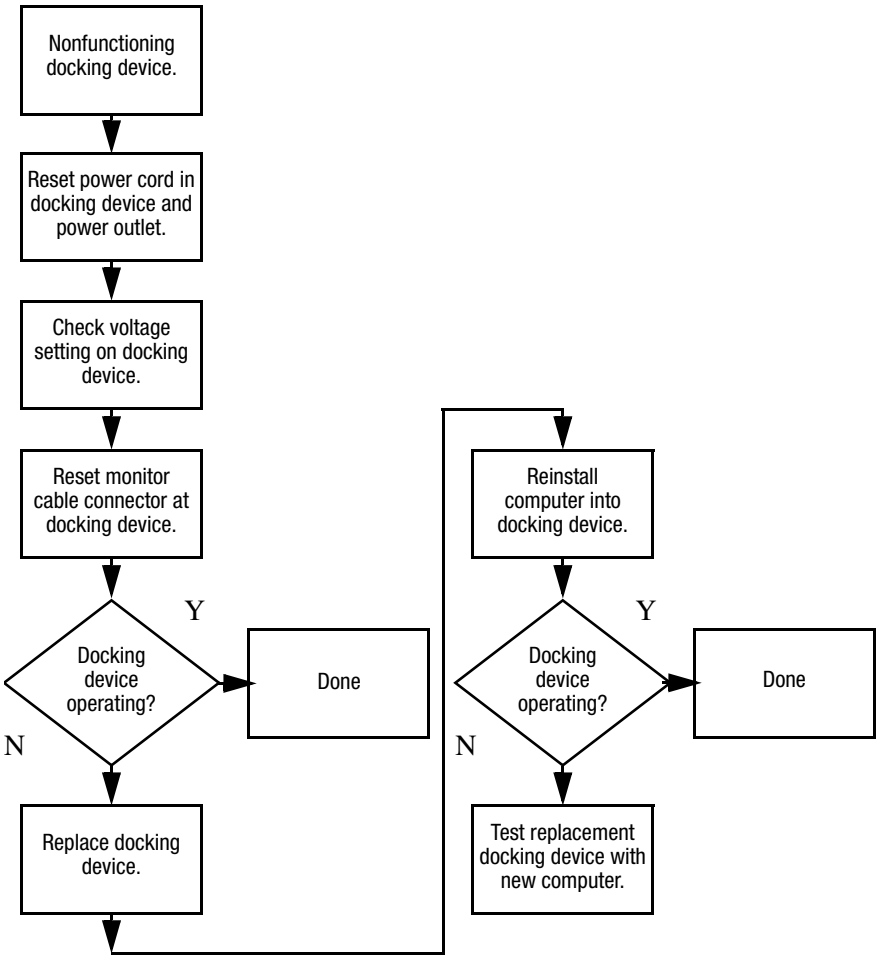 Nonfunctioning
docking device.
Reset power cord in
docking device and
power outlet.
Check voltage
setting on docking
device.
Reset monitor
cable connector at
docking device.
Y
Docking
device
operating?
Done
N
Replace docking
device.
Reinstall
computer into
docking device.
Y
Docking
device
operating?
Done
N
Test replacement
docking device with
new computer.